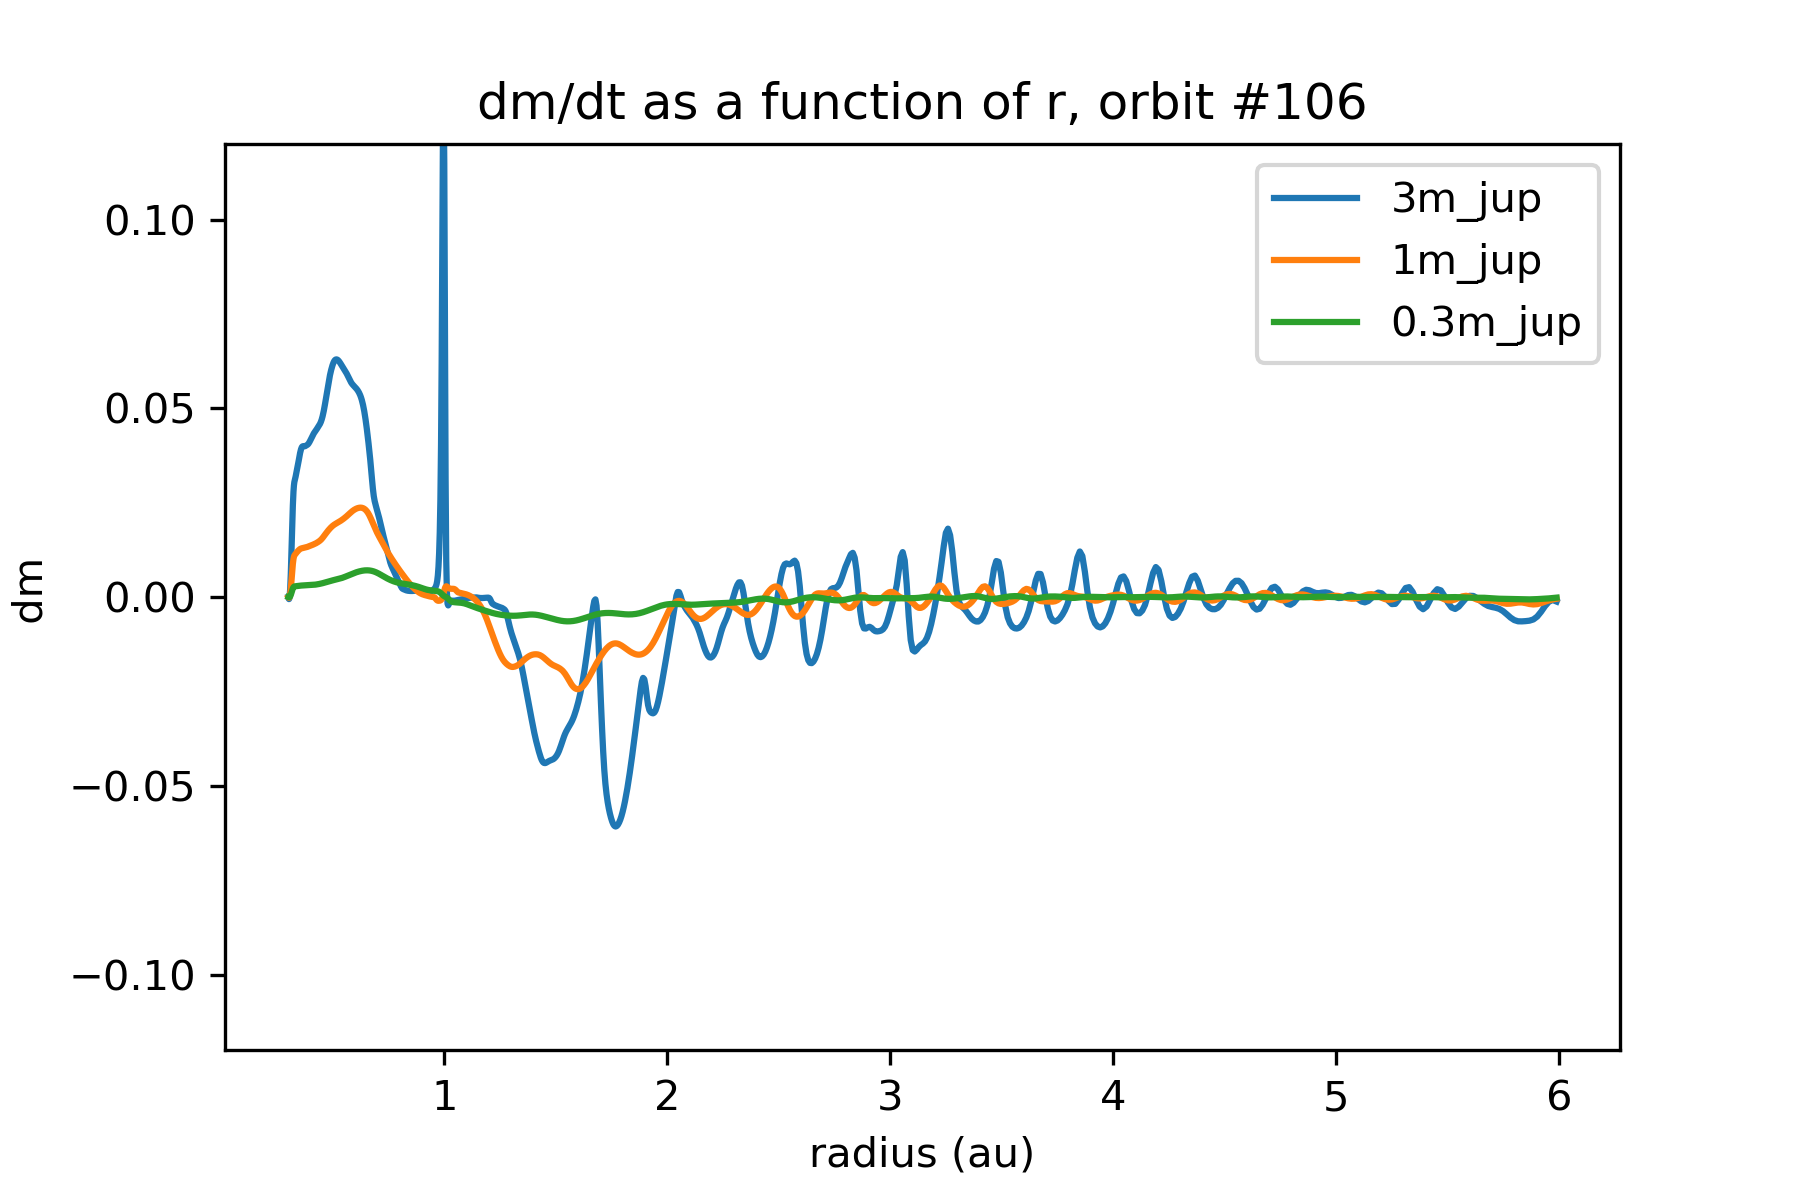 dm/dt as a function of r, orbit #106
3m_jup
1m_jup
0.3m_jup
0.10
0.05
0.00
−0.05
−0.10
dm
1 2 3 4 5 6
radius (au)